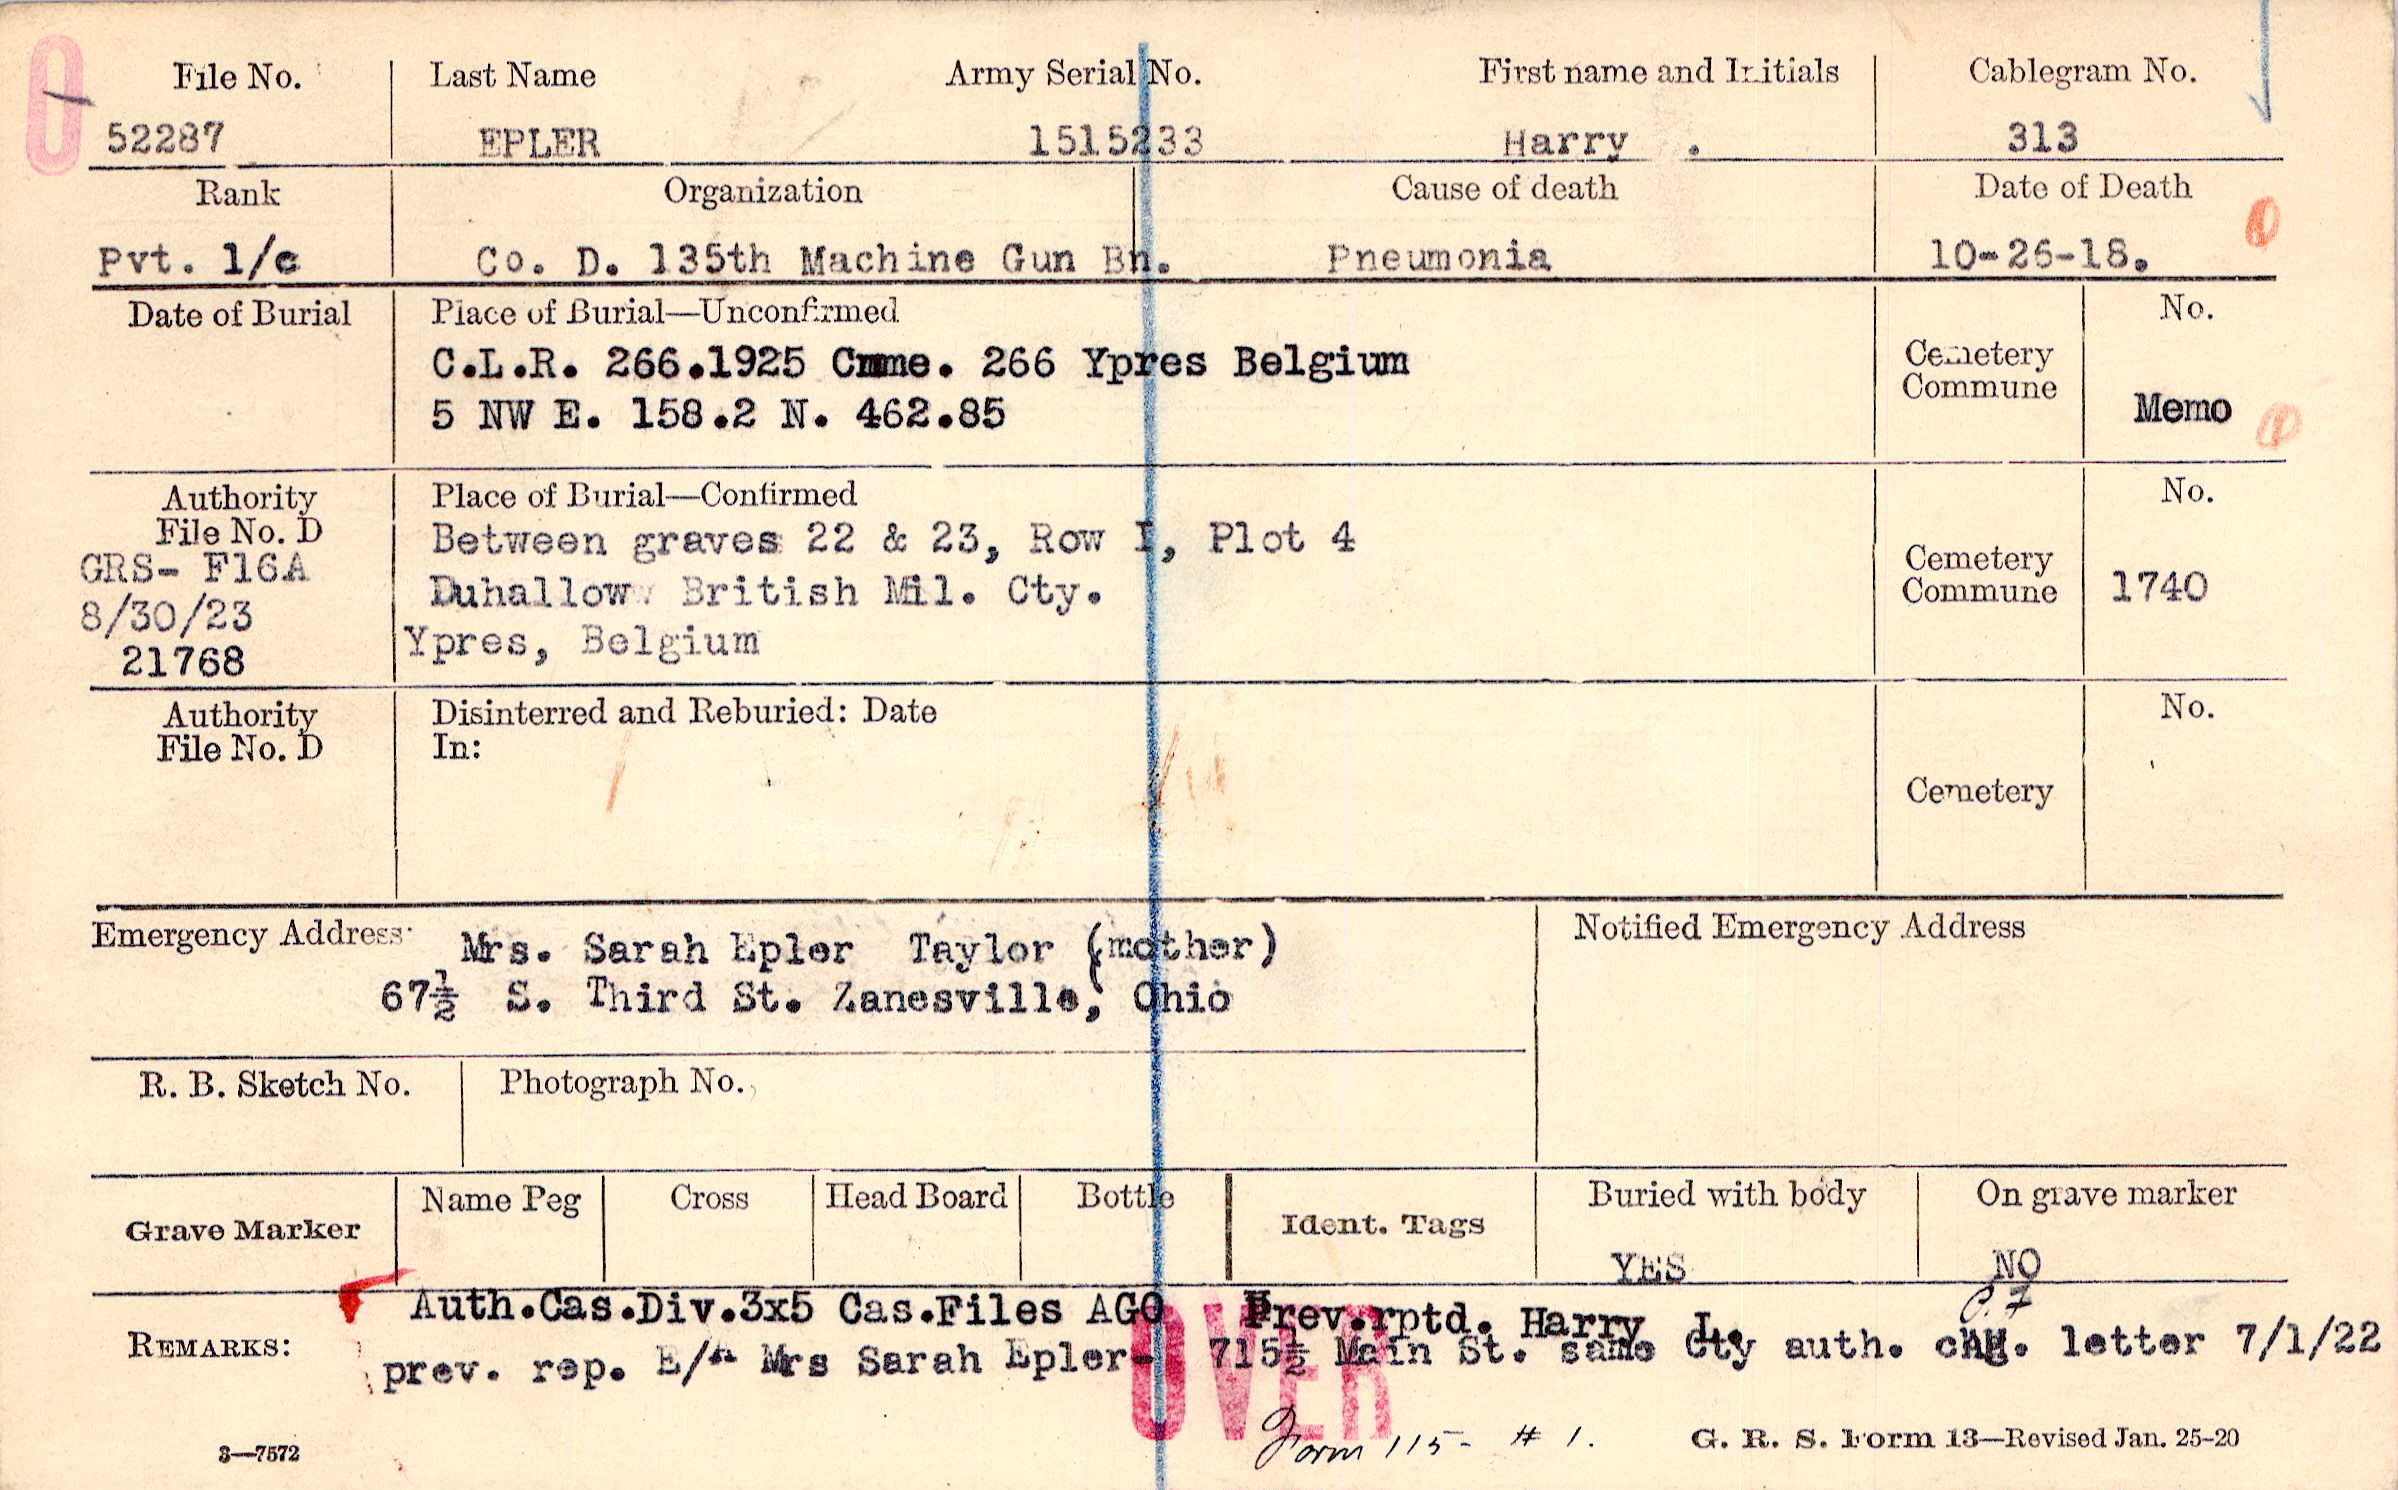 File No. Last Name Army Serial No. First name and Initials Cablegram No.
52287 EPLER 1515233 Harry . 313
Rank Organization Cause of death Date of Death
Pvt. 1/c Co. D. 135th Machine Gun Bn. Pneumonia 10-26-18.
Date of Burial Place of Burial—Unconfirmed No.
C.L.R. 266.1925 Cmme. 266 Ypres Belgium Cemetery
Commune
5 NW E. 158.2 N. 462.85 Memo
Authority Place of Burial—Confirmed No.
File No. D Between graves 22 & 23, Row I, Plot 4
GRS- F16A Cemetery
8/30/23 Duhallow British Mil. Cty. Commune 1740
21768 Ypres, Belgium
Authority Disinterred and Reburied: Date No.
File No. D In:
Cemetery
Emergency Address: Mrs. Sarah Epler Taylor (mother) Notified Emergency Address
67½ S. Third St. Zanesville, Ohio
R. B. Sketch No. Photograph No.
Grave Marker Name Peg Cross Head Board Bottle Ident. Tags Buried with body On grave marker
YES NO
Auth.Cas.Div.3x5 Cas.Files AGO Prev.rptd. Harry L.
REMARKS: prev. rep. E/A Mrs Sarah Epler- 715½ Main St. same Cty auth. chg. letter 7/1/22
OVER
Form 115- # 1.
3—7572 G. R. S. Form 13—Revised Jan. 25-20